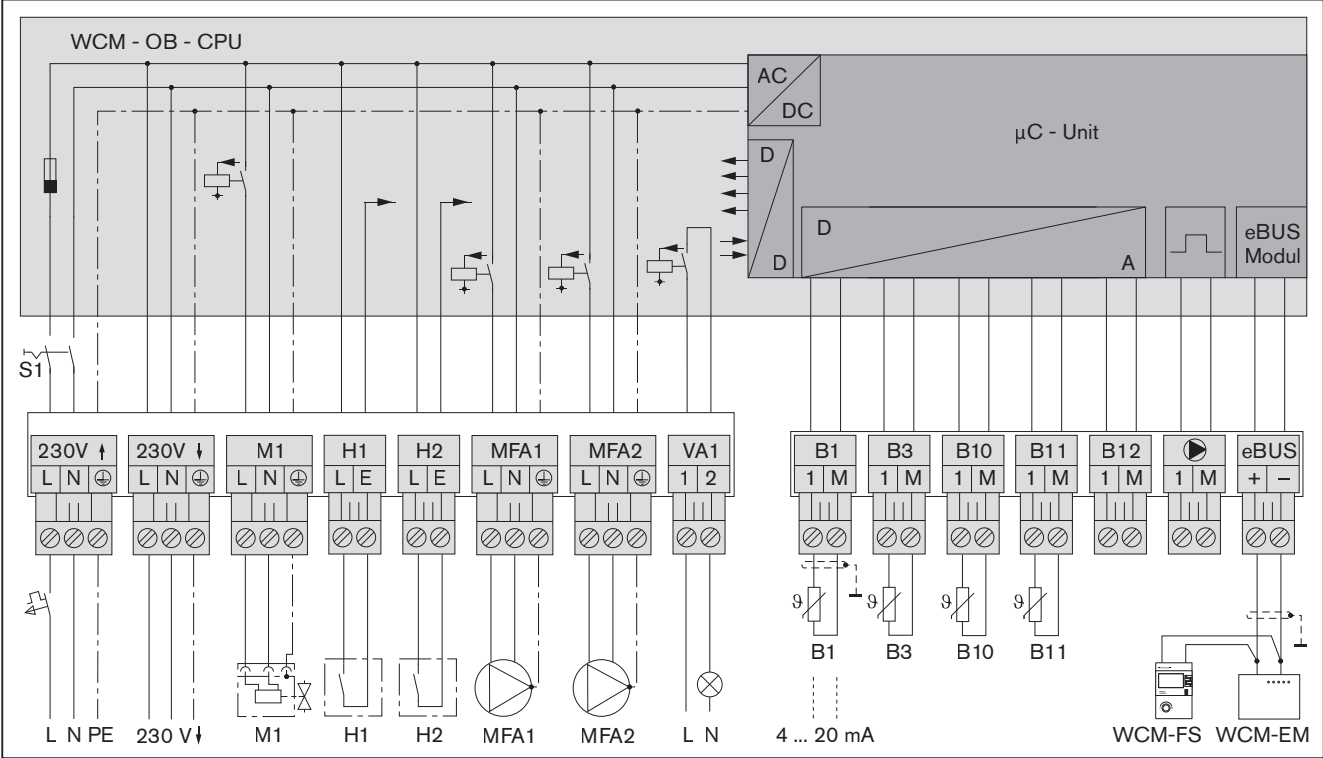 WCM - OB - CPU
AC
DC
µC - Unit
D
D
D
A
eBUS
Modul
S1
230V
230V
M1
H1
H2
MFA1
MFA2
VA1
B1
B3
B10
B11
B12
eBUS
L N
L N
L N
L E
L E
L N
L N
1 2
1 M
1 M
1 M
1 M
1 M
1 M
+ −
ϑ
ϑ
ϑ
ϑ
B1
B3
B10
B11
L N PE
230 V
M1
H1
H2
MFA1
MFA2
L N
4 ... 20 mA
WCM-FS
WCM-EM